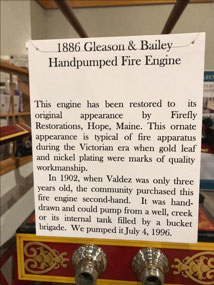 1886 Gleason & Bailey
Handpumped Fire Engine
This engine has been restored to its
original appearance by Firefly
Restorations, Hope, Maine. This ornate
appearance is typical of fire apparatus
during the Victorian era when gold leaf
and nickel plating were marks of quality
workmanship.
In 1902, when Valdez was only three
years old, the community purchased this
fire engine second-hand. It was hand-
drawn and could pump from a well, creek
or its internal tank filled by a bucket
brigade. We pumped it July 4, 1996.